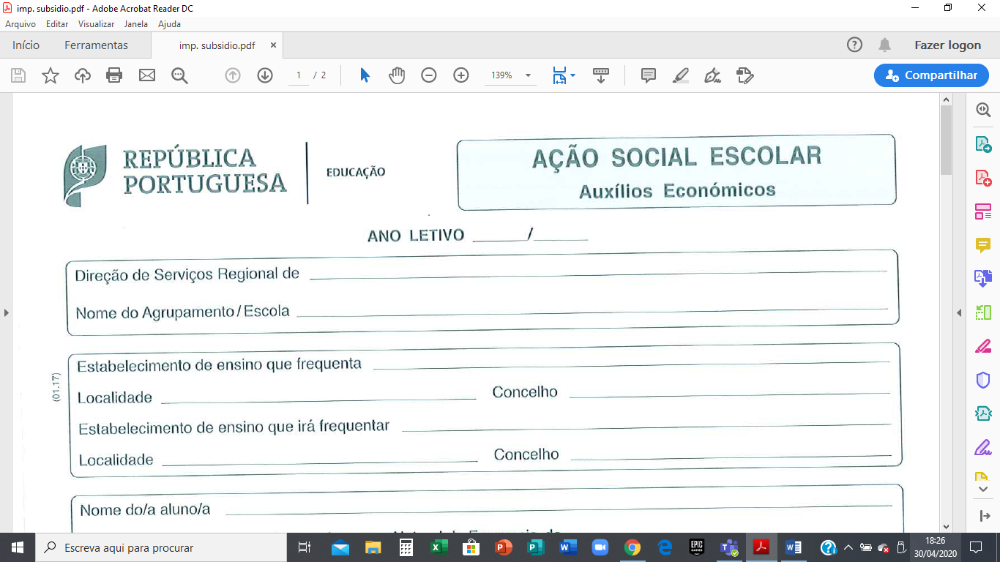 imp. subsidio.pdf - Adobe Acrobat Reader DC
Arquivo Editar Visualizar Janela Ajuda
Início Ferramentas imp. subsidio.pdf × ? Fazer logon
1 / 2 139% Compartilhar
REPÚBLICA
PORTUGUESA
EDUCAÇÃO
AÇÃO SOCIAL ESCOLAR
Auxílios Económicos
ANO LETIVO ______/______
Direção de Serviços Regional de
Nome do Agrupamento / Escola
(01.17)
Estabelecimento de ensino que frequenta
Localidade Concelho
Estabelecimento de ensino que irá frequentar
Localidade Concelho
Nome do/a aluno/a
Escreva aqui para procurar
EPIC
GAMES
18:26
30/04/2020